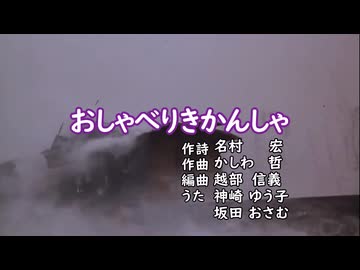 おしゃべりきかんしゃ
作詩 名村 宏
作曲 かしわ 哲
編曲 越部 信義
うた 神崎 ゆう子
坂田 おさむ